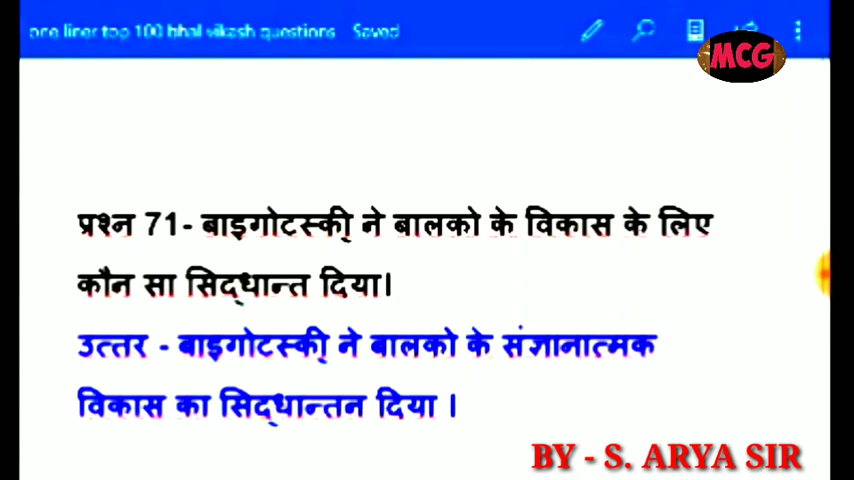 one liner top 100 bhal vikash questions Saved
MCG
प्रश्न 71- बाइगोटस्की् ने बालको के विकास के लिए
कौन सा सिद्धान्त दिया।
उत्तर - बाइगोटस्की् ने बालको के संज्ञानात्मक
विकास का सिद्धान्तन दिया ।
BY - S. ARYA SIR